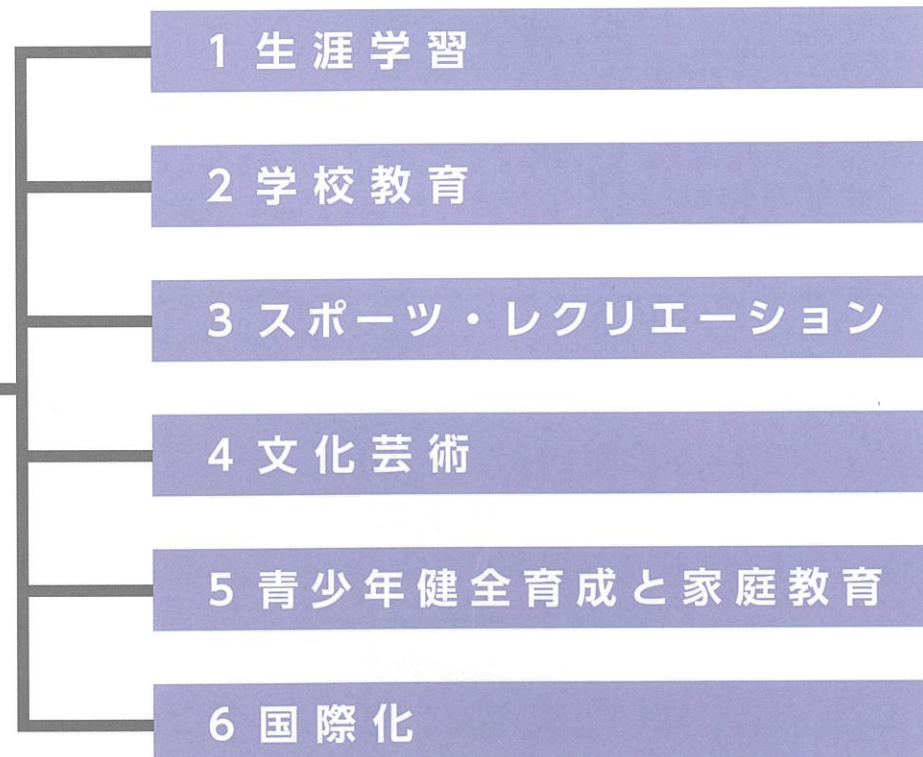 1 生涯学習
2 学校教育
3 スポーツ・レクリエーション
4 文化芸術
5 青少年健全育成と家庭教育
6 国際化